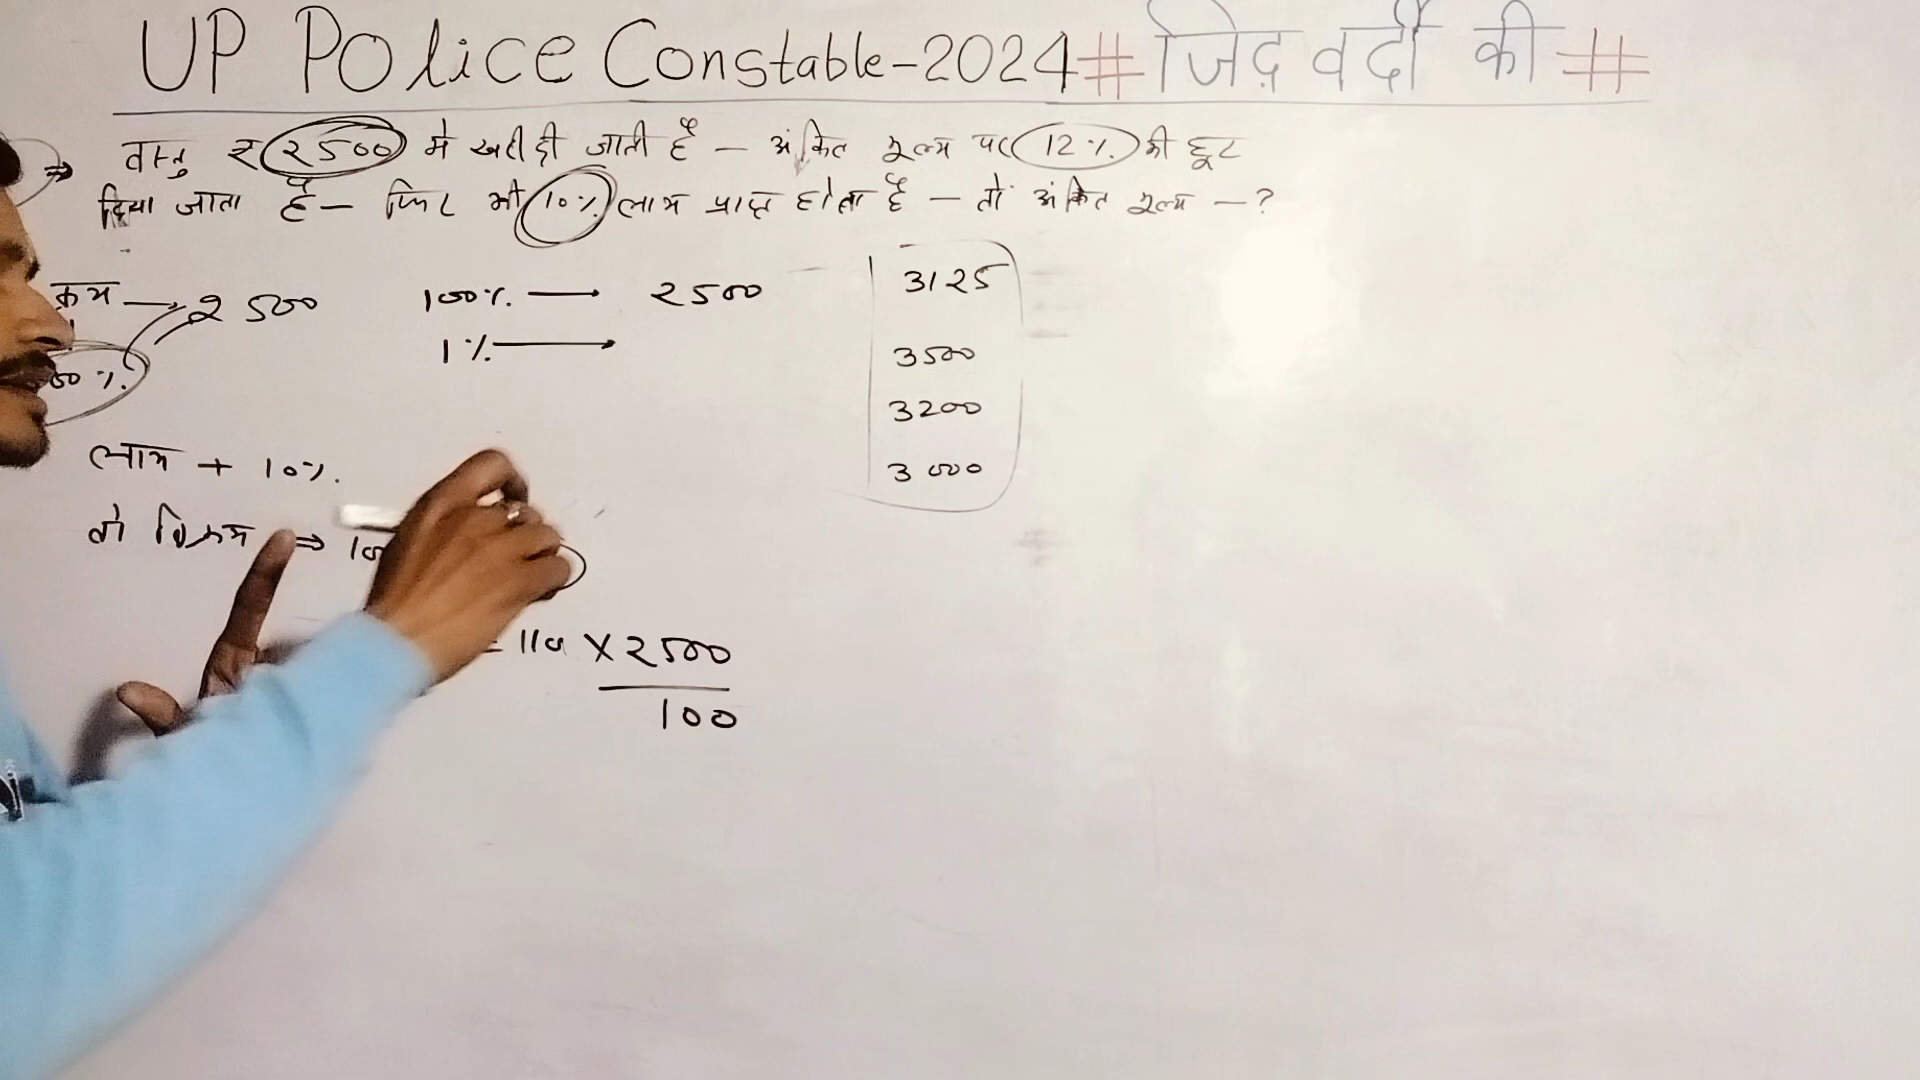 UP Police Constable-2024 # जिद़ वर्दी की #
⇒ वस्तु ₹ 2500 मे खरीदी जाती है – अंकित मूल्य पर 12% की छूट
दिया जाता है – फिर भी 10% लाभ प्राप्त होता है – तो अंकित मूल्य –?
क्रय → 2500
100% → 2500
1% →
3125
3500
3200
3000
लाभ + 10%.
तो विक्रय ⇒
= 110 × 2500
100